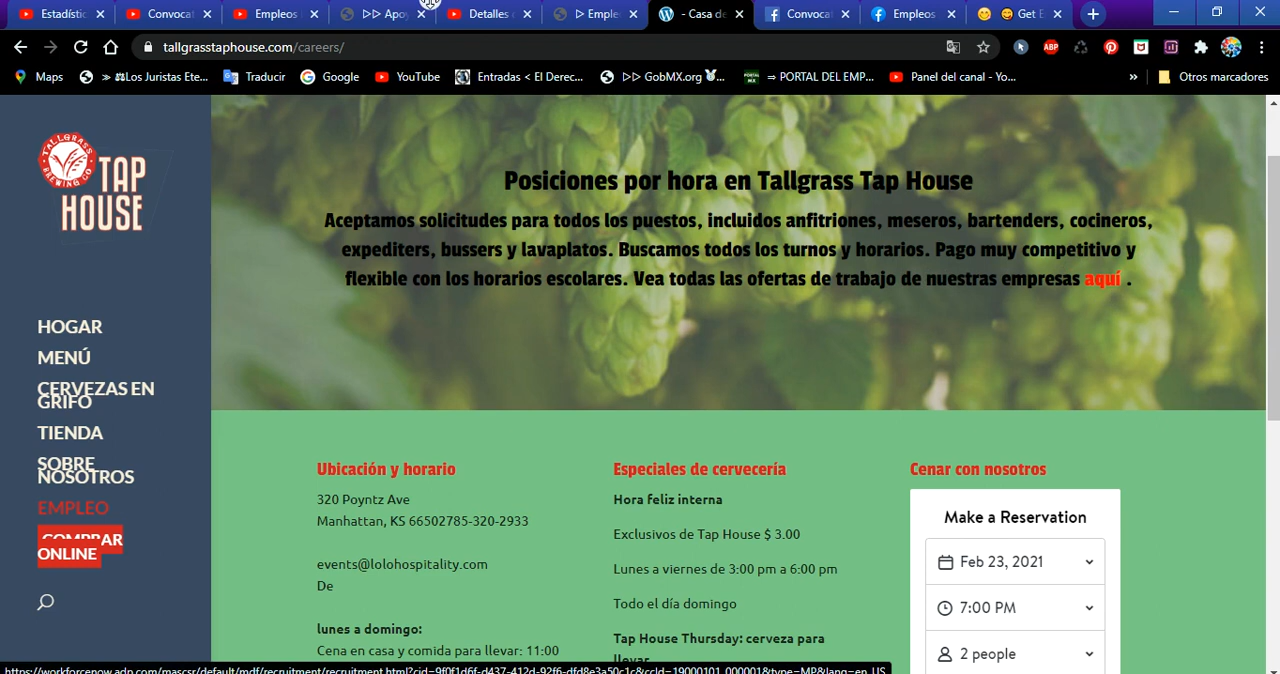 Estadístic
Convocat
Empleos
▷▷ Apoy
Detalles
▷ Emple
- Casa de
Convocat
Empleos
😁 Get E
tallgrasstaphouse.com/careers/
Maps
» ⚖Los Juristas Ete...
Traducir
Google
YouTube
Entradas < El Derec...
▷▷ GobMX.org
⇒ PORTAL DEL EMP...
Panel del canal - Yo...
»
Otros marcadores
TALLGRASS
BREWING CO
TAP
HOUSE
HOGAR
MENÚ
CERVEZAS EN
GRIFO
TIENDA
SOBRE
NOSOTROS
EMPLEO
COMPRAR
ONLINE
Posiciones por hora en Tallgrass Tap House
Aceptamos solicitudes para todos los puestos, incluidos anfitriones, meseros, bartenders, cocineros,
expediters, bussers y lavaplatos. Buscamos todos los turnos y horarios. Pago muy competitivo y
flexible con los horarios escolares. Vea todas las ofertas de trabajo de nuestras empresas aquí .
Ubicación y horario
320 Poyntz Ave
Manhattan, KS 66502785-320-2933
events@lolohospitality.com
De
lunes a domingo:
Cena en casa y comida para llevar: 11:00
Especiales de cervecería
Hora feliz interna
Exclusivos de Tap House $ 3.00
Lunes a viernes de 3:00 pm a 6:00 pm
Todo el día domingo
Tap House Thursday: cerveza para
llevar
Cenar con nosotros
Make a Reservation
Feb 23, 2021
7:00 PM
2 people